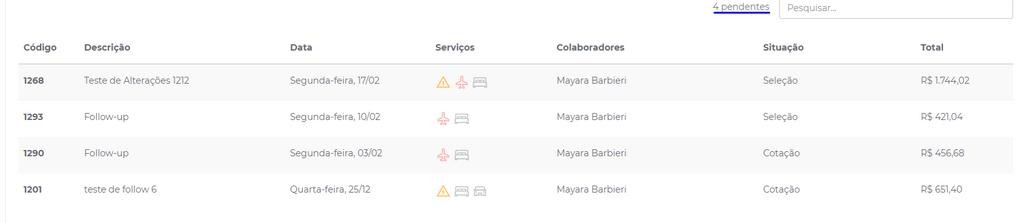 4 pendentes Pesquisar...
Código Descrição Data Serviços Colaboradores Situação Total
1268 Teste de Alterações 1212 Segunda-feira, 17/02 Mayara Barbieri Seleção R$ 1.744,02
1293 Follow-up Segunda-feira, 10/02 Mayara Barbieri Seleção R$ 421,04
1290 Follow-up Segunda-feira, 03/02 Mayara Barbieri Cotação R$ 456,68
1201 teste de follow 6 Quarta-feira, 25/12 Mayara Barbieri Cotação R$ 651,40